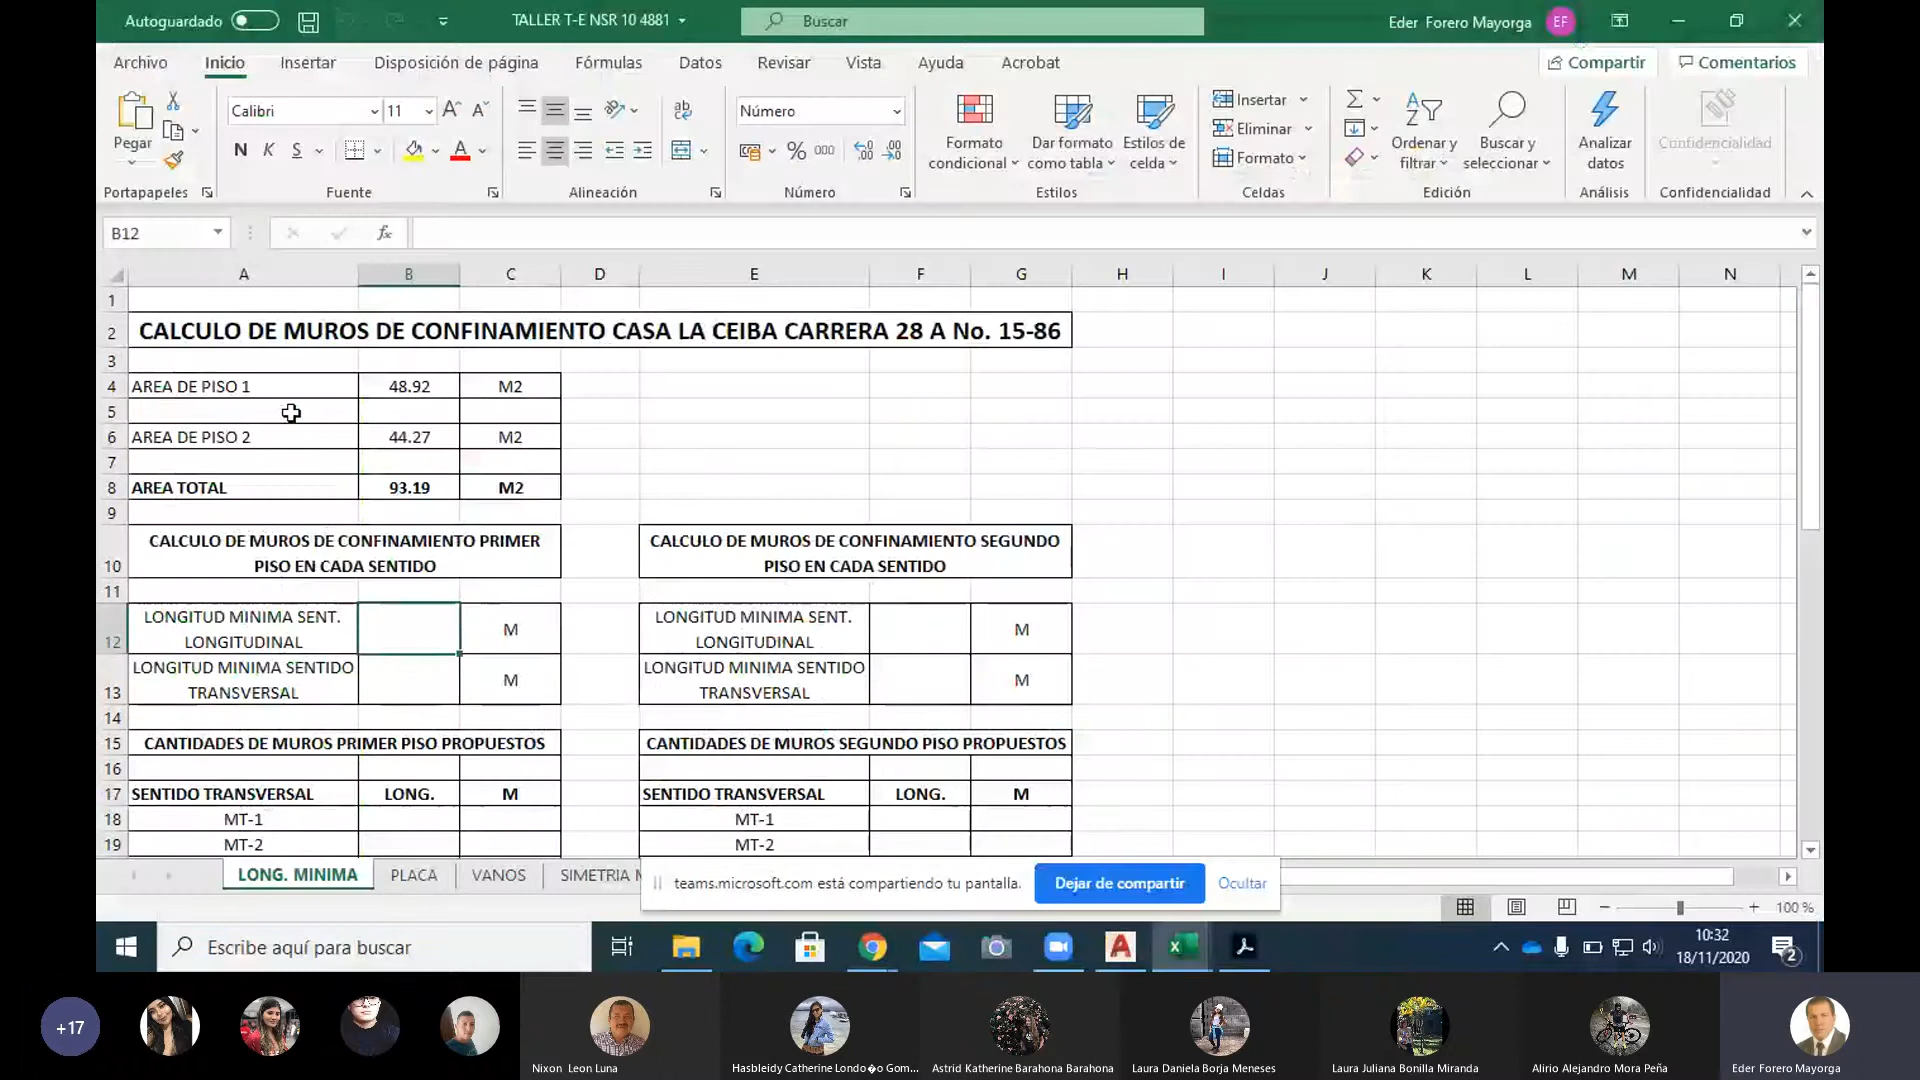 Autoguardado
TALLER T-E NSR 10 4881
Buscar
Eder Forero Mayorga
EF
Archivo
Inicio
Insertar
Disposición de página
Fórmulas
Datos
Revisar
Vista
Ayuda
Acrobat
Compartir
Comentarios
Pegar
Portapapeles
Calibri
11
N K S
Fuente
Alineación
Número
% 000
Número
Formato condicional
Dar formato como tabla
Estilos de celda
Estilos
Insertar
Eliminar
Formato
Celdas
Ordenar y filtrar
Buscar y seleccionar
Edición
Analizar datos
Análisis
Confidencialidad
Confidencialidad
B12
fx
A B C D E F G H I J K L M N
1
2 CALCULO DE MUROS DE CONFINAMIENTO CASA LA CEIBA CARRERA 28 A No. 15-86
3
4 AREA DE PISO 1 48.92 M2
5
6 AREA DE PISO 2 44.27 M2
7
8 AREA TOTAL 93.19 M2
9
CALCULO DE MUROS DE CONFINAMIENTO PRIMER CALCULO DE MUROS DE CONFINAMIENTO SEGUNDO
10 PISO EN CADA SENTIDO PISO EN CADA SENTIDO
11
LONGITUD MINIMA SENT. LONGITUD MINIMA SENT.
12 LONGITUDINAL M LONGITUDINAL M
LONGITUD MINIMA SENTIDO LONGITUD MINIMA SENTIDO
13 TRANSVERSAL M TRANSVERSAL M
14
15 CANTIDADES DE MUROS PRIMER PISO PROPUESTOS CANTIDADES DE MUROS SEGUNDO PISO PROPUESTOS
16
17 SENTIDO TRANSVERSAL LONG. M SENTIDO TRANSVERSAL LONG. M
18 MT-1 MT-1
19 MT-2 MT-2
LONG. MINIMA PLACA VANOS SIMETRIA
teams.microsoft.com está compartiendo tu pantalla. Dejar de compartir Ocultar
100 %
Escribe aquí para buscar
10:32
18/11/2020
2
+17
Nixon Leon Luna
Hasbleidy Catherine Londo�o Gom...
Astrid Katherine Barahona Barahona
Laura Daniela Borja Meneses
Laura Juliana Bonilla Miranda
Alirio Alejandro Mora Peña
Eder Forero Mayorga